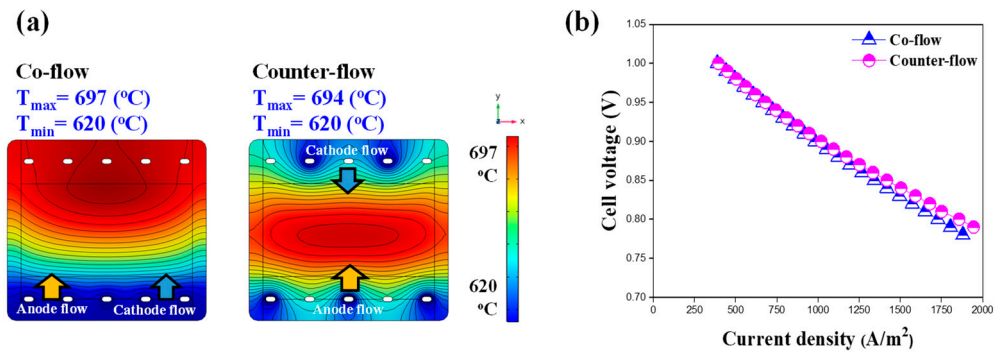 (a)
Co-flow
Tmax= 697 (ºC)
Tmin= 620 (ºC)
Counter-flow
Tmax= 694 (ºC)
Tmin= 620 (ºC)
y
x
Cathode flow
Anode flow
Anode flow
Cathode flow
697
ºC
620
ºC
(b)
Co-flow
Counter-flow
Cell voltage (V)
1.05
1.00
0.95
0.90
0.85
0.80
0.75
0.70
0
250
500
750
1000
1250
1500
1750
2000
Current density (A/m²)